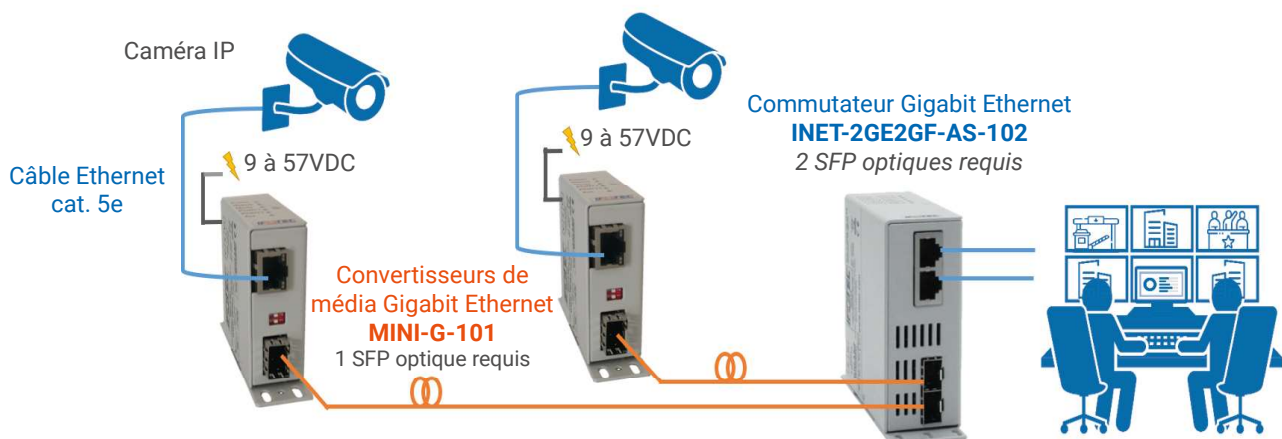 Caméra IP
Commutateur Gigabit Ethernet
INET-2GE2GF-AS-102
2 SFP optiques requis
9 à 57VDC
9 à 57VDC
Câble Ethernet
cat. 5e
Convertisseurs de
média Gigabit Ethernet
MINI-G-101
1 SFP optique requis